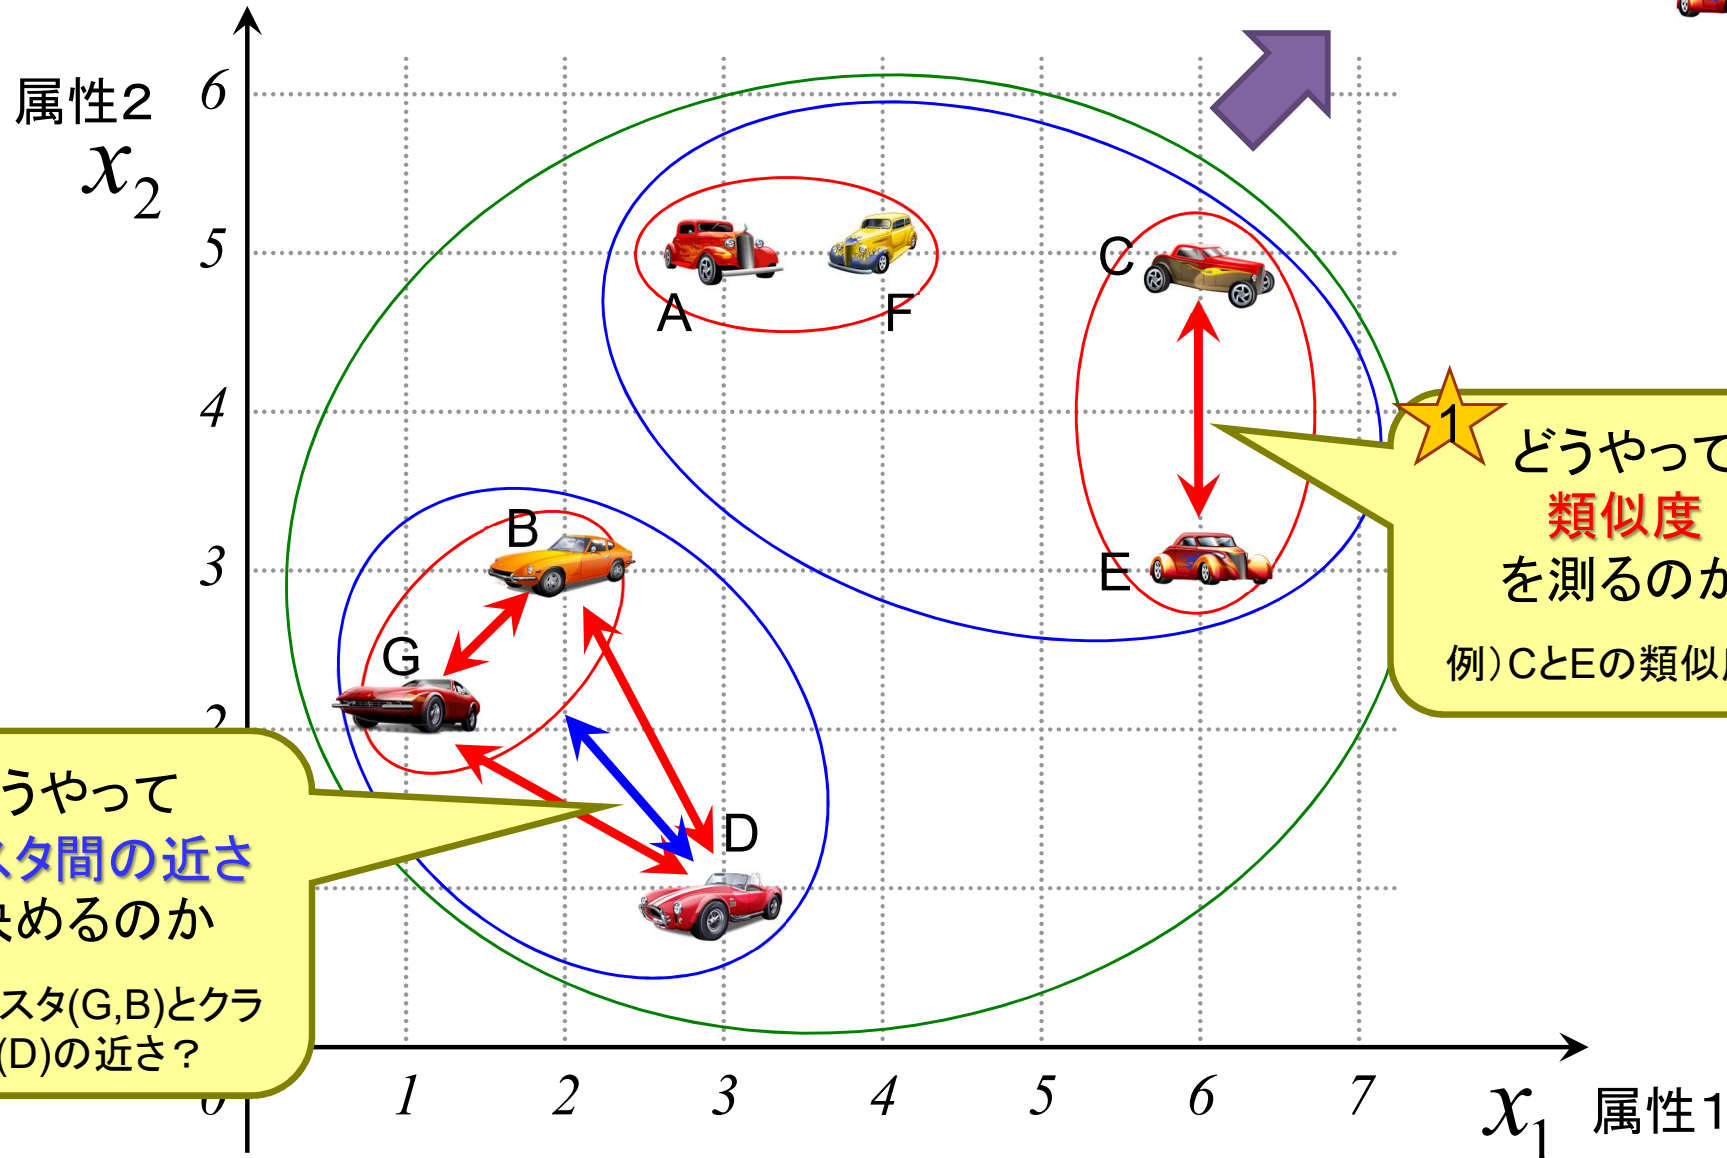 属性２
x2
6
5
4
3
2
0
1
2
3
4
5
6
7
x1
属性１
A
F
C
E
B
G
D
1
どうやって
類似度
を測るのか
例）CとEの類似
うやって
スタ間の近さ
決めるのか
スタ(G,B)とクラ
(D)の近さ？